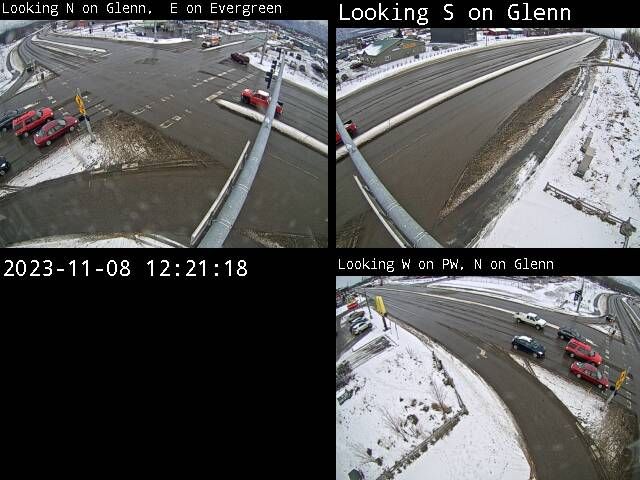 Looking N on Glenn,  E on Evergreen
Looking S on Glenn
2023-11-08 12:21:18
Looking W on PW, N on Glenn